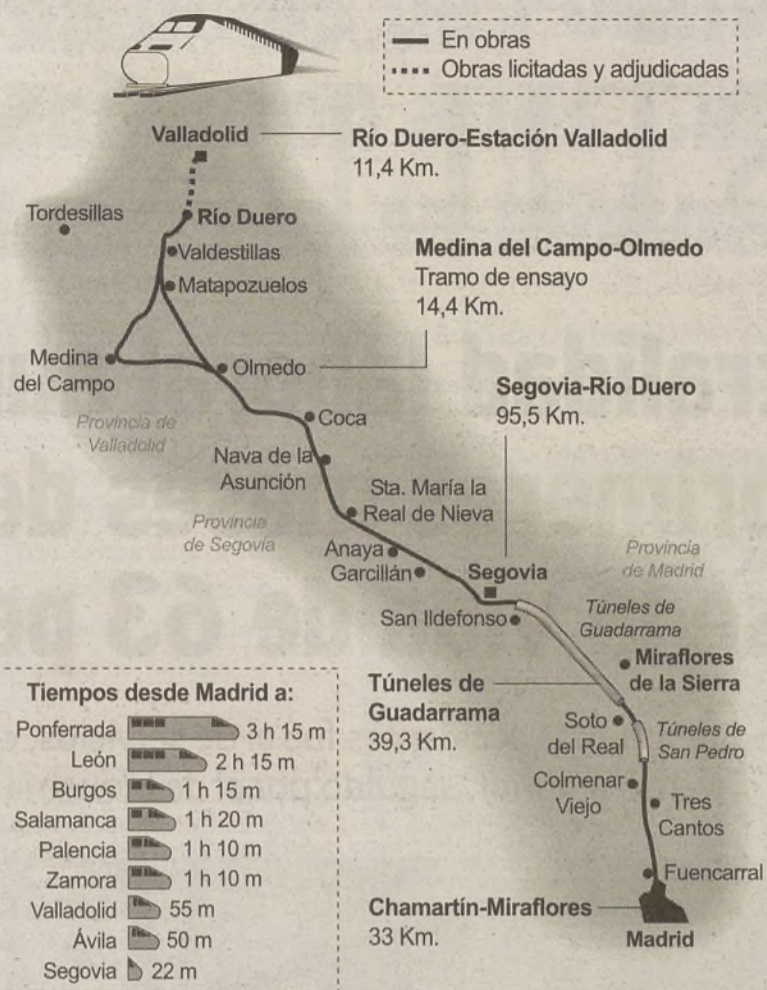 En obras
Obras licitadas y adjudicadas
Valladolid
Río Duero-Estación Valladolid
11,4 Km.
Tordesillas
Río Duero
Valdestillas
Matapozuelos
Medina del Campo-Olmedo
Tramo de ensayo
14,4 Km.
Medina
del Campo
Olmedo
Segovia-Río Duero
95,5 Km.
Provincia de
Valladolid
Coca
Nava de la
Asunción
Sta. María la
Real de Nieva
Provincia
de Segovia
Anaya
Garcillán
Segovia
Provincia
de Madrid
San Ildefonso
Túneles de
Guadarrama
Miraflores
de la Sierra
Túneles de
Guadarrama
39,3 Km.
Soto
del Real
Túneles de
San Pedro
Colmenar
Viejo
Tres
Cantos
Fuencarral
Chamartín-Miraflores
33 Km.
Madrid
Tiempos desde Madrid a:
Ponferrada 3 h 15 m
León 2 h 15 m
Burgos 1 h 15 m
Salamanca 1 h 20 m
Palencia 1 h 10 m
Zamora 1 h 10 m
Valladolid 55 m
Ávila 50 m
Segovia 22 m